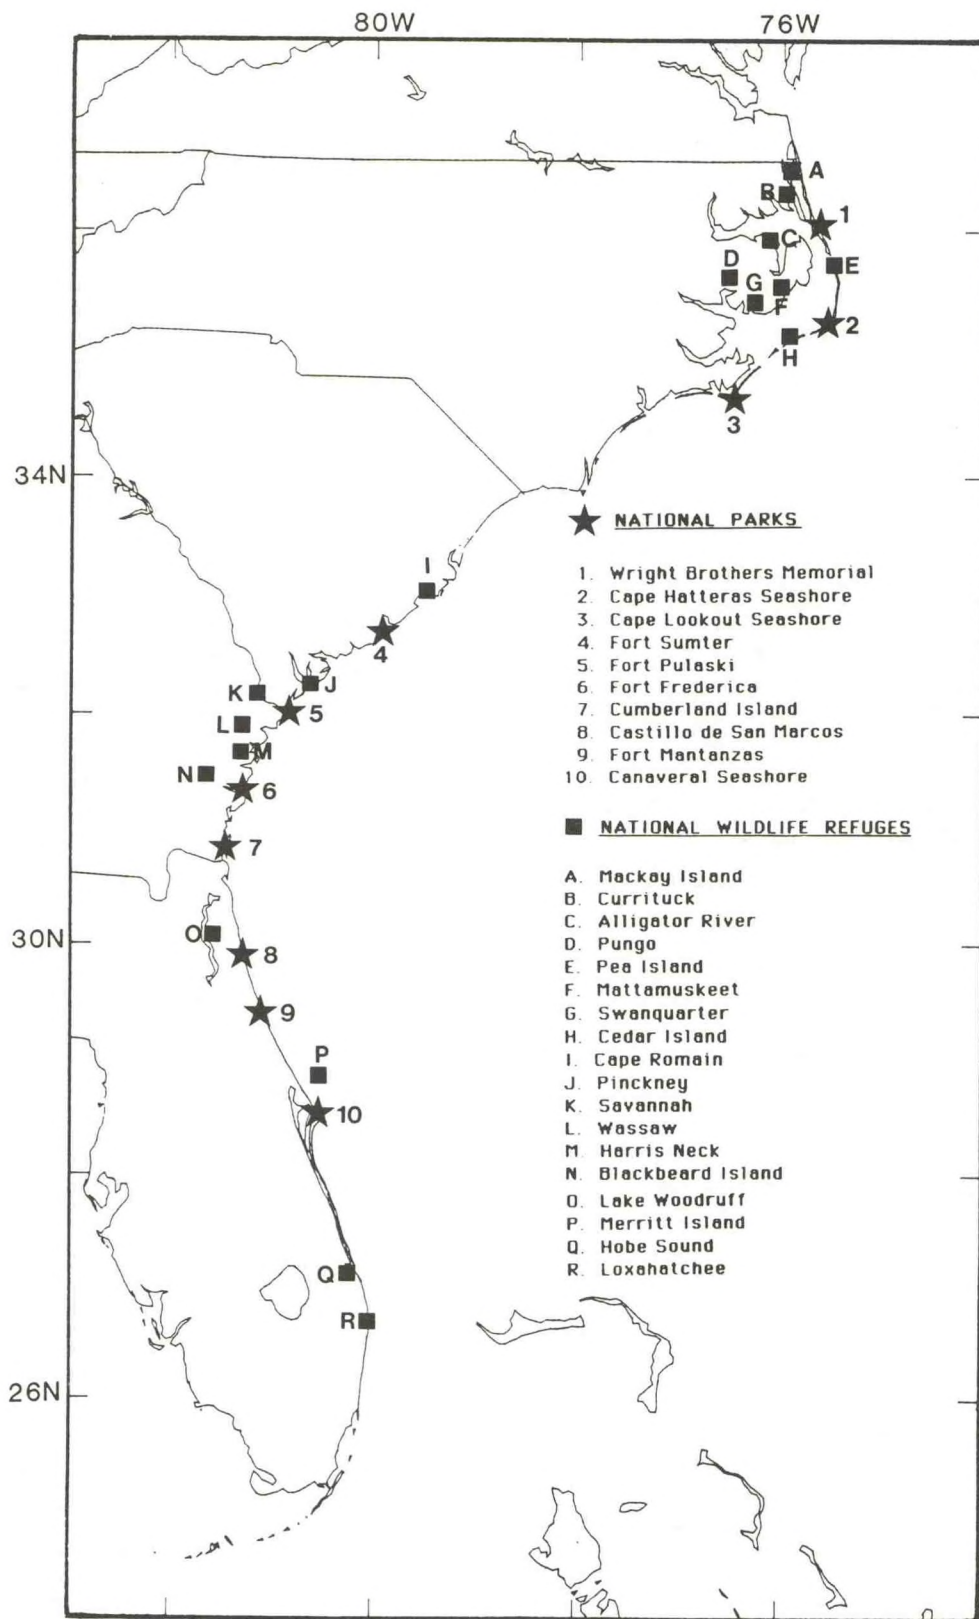 80W 76W
A
B
1
C
D E
G
F
2
H
3
34N
NATIONAL PARKS
1. Wright Brothers Memorial
2. Cape Hatteras Seashore
3. Cape Lookout Seashore
4. Fort Sumter
5. Fort Pulaski
6. Fort Frederica
7. Cumberland Island
8. Castillo de San Marcos
9. Fort Mantanzas
10. Canaveral Seashore
I
4
K J
5
L
M
N
6
7
NATIONAL WILDLIFE REFUGES
A. Mackay Island
B. Currituck
C. Alligator River
D. Pungo
E. Pea Island
F. Mattamuskeet
G. Swanquarter
H. Cedar Island
I. Cape Romain
J. Pinckney
K. Savannah
L. Wassaw
M. Harris Neck
N. Blackbeard Island
O. Lake Woodruff
P. Merritt Island
Q. Hobe Sound
R. Loxahatchee
30N
O
8
9
P
10
Q
R
26N